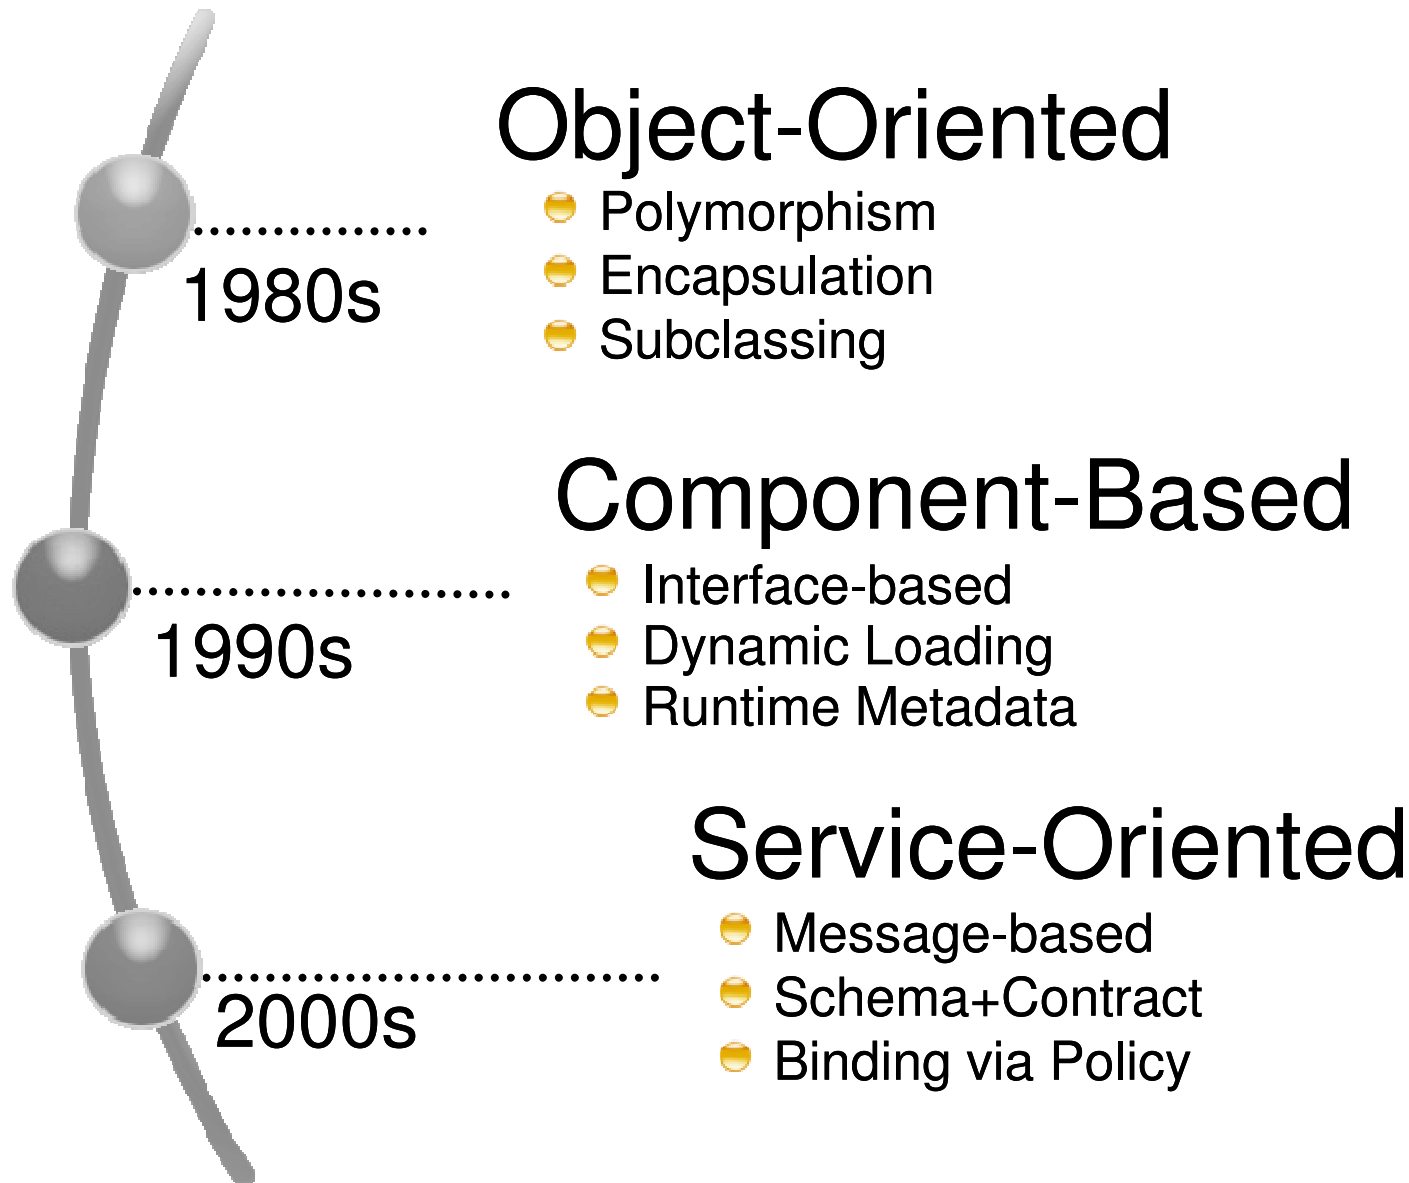 Object-Oriented
Polymorphism
Encapsulation
Subclassing
1980s
Component-Based
Interface-based
Dynamic Loading
Runtime Metadata
1990s
Service-Oriented
Message-based
Schema+Contract
Binding via Policy
2000s